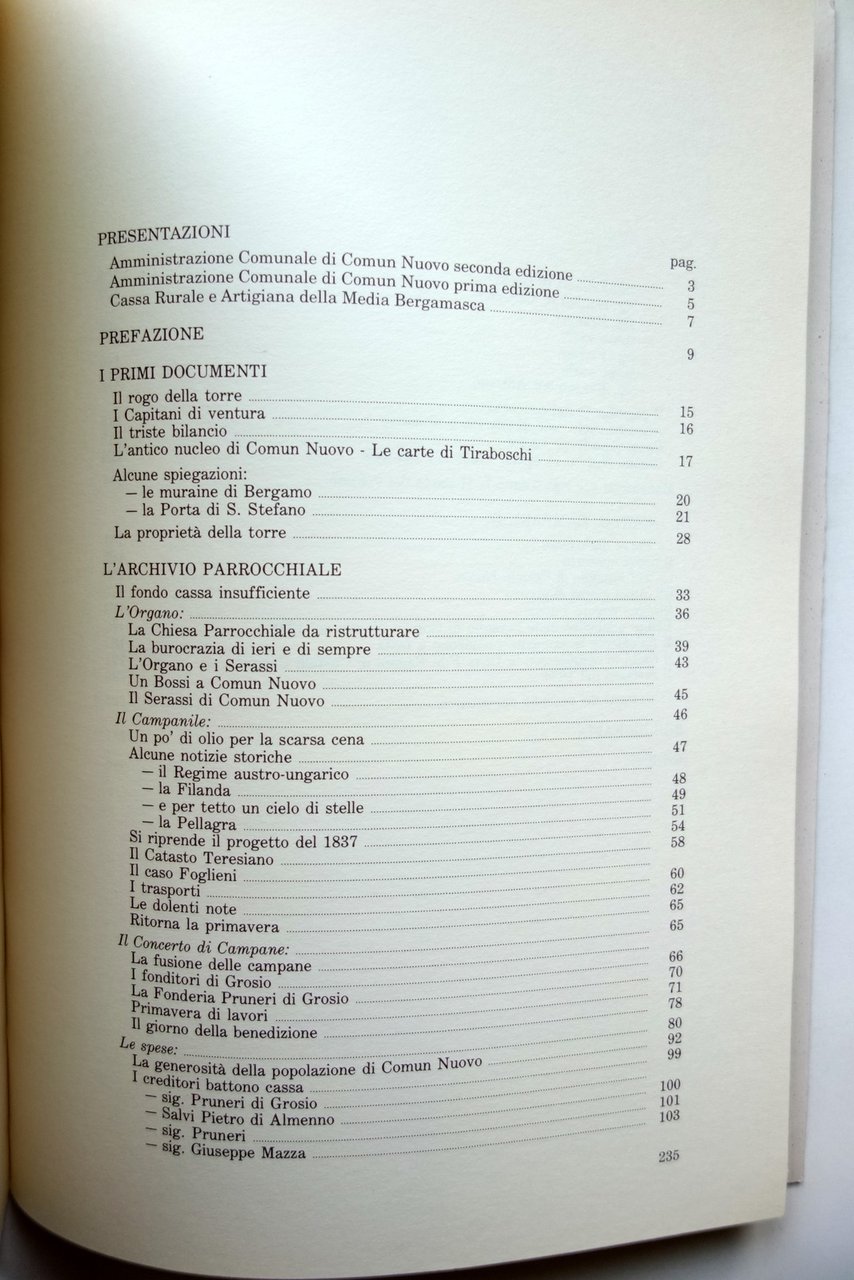 PRESENTAZIONI
pag.
Amministrazione Comunale di Comun Nuovo seconda edizione 3
Amministrazione Comunale di Comun Nuovo prima edizione 5
Cassa Rurale e Artigiana della Media Bergamasca 7
PREFAZIONE 9
I PRIMI DOCUMENTI
Il rogo della torre 15
I Capitani di ventura 16
Il triste bilancio
L'antico nucleo di Comun Nuovo - Le carte di Tiraboschi 17
Alcune spiegazioni:
— le muraine di Bergamo 20
— la Porta di S. Stefano 21
La proprietà della torre 28
L'ARCHIVIO PARROCCHIALE
Il fondo cassa insufficiente 33
L'Organo: 36
La Chiesa Parrocchiale da ristrutturare
La burocrazia di ieri e di sempre 39
L'Organo e i Serassi 43
Un Bossi a Comun Nuovo
Il Serassi di Comun Nuovo 45
Il Campanile: 46
Un po' di olio per la scarsa cena
Alcune notizie storiche 47
— il Regime austro-ungarico
— la Filanda 48
— e per tetto un cielo di stelle 49
— la Pellagra 51
Si riprende il progetto del 1837 54
Il Catasto Teresiano 58
Il caso Foglieni
I trasporti 60
Le dolenti note 62
Ritorna la primavera 65
Il Concerto di Campane: 65
La fusione delle campane
I fonditori di Grosio 66
La Fonderia Pruneri di Grosio 70
Primavera di lavori 71
Il giorno della benedizione 78
Le spese: 80
La generosità della popolazione di Comun Nuovo 92
I creditori battono cassa 99
— sig. Pruneri di Grosio
— Salvi Pietro di Almenno 100
— sig. Pruneri 101
— sig. Giuseppe Mazza 103
235